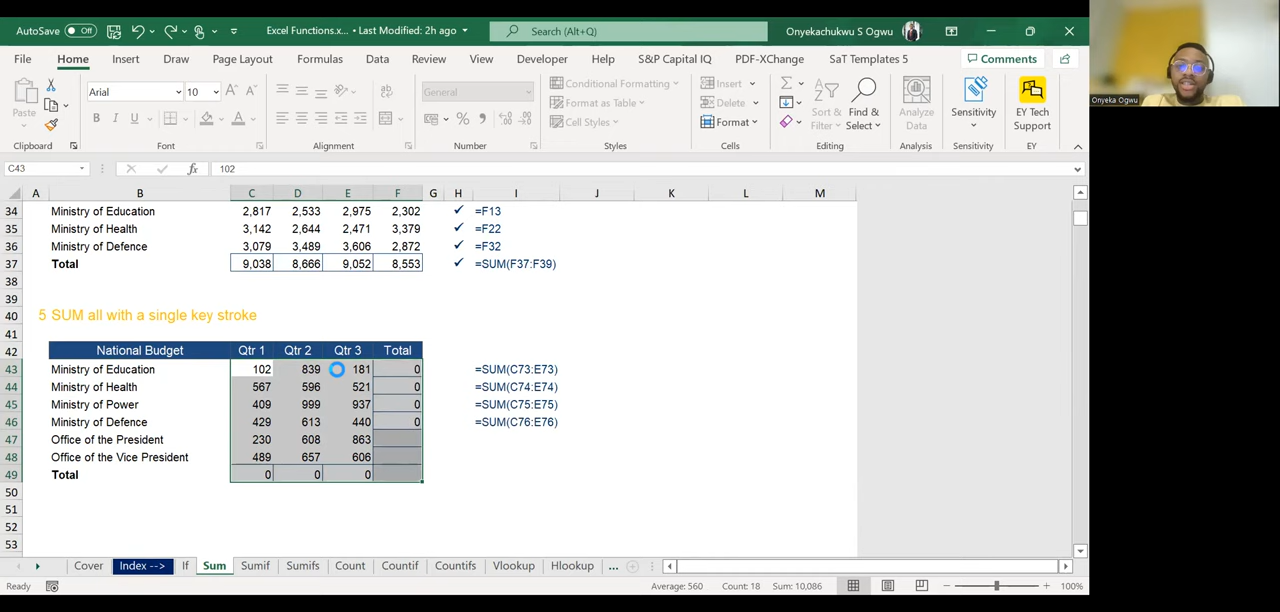 AutoSave Off Excel Functions.x... • Last Modified: 2h ago Search (Alt+Q) Onyekachukwu S Ogwu
File Home Insert Draw Page Layout Formulas Data Review View Developer Help S&P Capital IQ PDF-XChange SaT Templates 5 Comments
Arial 10 General Conditional Formatting Insert
Paste Format as Table Delete Sort & Find & Analyze Sensitivity EY Tech
B I U A Cell Styles Format Filter Select Data Support
Clipboard Font Alignment Number Styles Cells Editing Analysis Sensitivity EY
Onyeka Ogwu
C43 fx 102
A B C D E F G H I J K L M
34 Ministry of Education 2,817 2,533 2,975 2,302 ✓ =F13
35 Ministry of Health 3,142 2,644 2,471 3,379 ✓ =F22
36 Ministry of Defence 3,079 3,489 3,606 2,872 ✓ =F32
37 Total 9,038 8,666 9,052 8,553 ✓ =SUM(F37:F39)
38
39
40 5 SUM all with a single key stroke
41
42 National Budget Qtr 1 Qtr 2 Qtr 3 Total
43 Ministry of Education 102 839 181 0 =SUM(C73:E73)
44 Ministry of Health 567 596 521 0 =SUM(C74:E74)
45 Ministry of Power 409 999 937 0 =SUM(C75:E75)
46 Ministry of Defence 429 613 440 0 =SUM(C76:E76)
47 Office of the President 230 608 863
48 Office of the Vice President 489 657 606
49 Total 0 0 0
50
51
52
53
Cover Index --> If Sum Sumif Sumifs Count Countif Countifs Vlookup Hlookup ...
Ready Average: 560 Count: 18 Sum: 10,086 100%